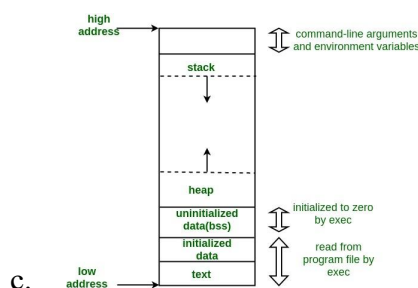 high
address
command-line arguments
and environment variables
stack
heap
uninitialized
data(bss)
initialized to zero
by exec
initialized
data
read from
program file by
exec
text
low
address
c.